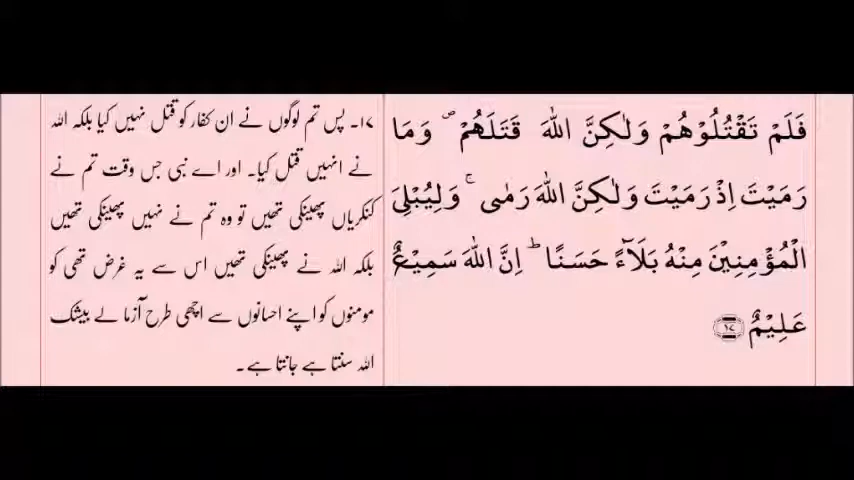 فَلَمْ تَقْتُلُوْهُمْ وَلٰكِنَّ اللّٰهَ قَتَلَهُمْ ۪ وَمَا
رَمَيْتَ اِذْ رَمَيْتَ وَلٰكِنَّ اللّٰهَ رَمٰى ۚ وَلِيُبْلِىَ
الْمُؤْمِنِيْنَ مِنْهُ بَلَآءً حَسَنًا ؕ اِنَّ اللّٰهَ سَمِيْعٌ
عَلِيْمٌ ۱۷
۱۷۔ پس تم لوگوں نے ان کفار کو قتل نہیں کیا بلکہ اللہ
نے انہیں قتل کیا۔ اور اے نبی جس وقت تم نے
کنکریاں پھینکی تھیں تو وہ تم نے نہیں پھینکی تھیں
بلکہ اللہ نے پھینکی تھیں اس سے یہ غرض تھی کو
مومنوں کو اپنے احسانوں سے اچھی طرح آزما لے بیشک
اللہ سنتا ہے جانتا ہے۔